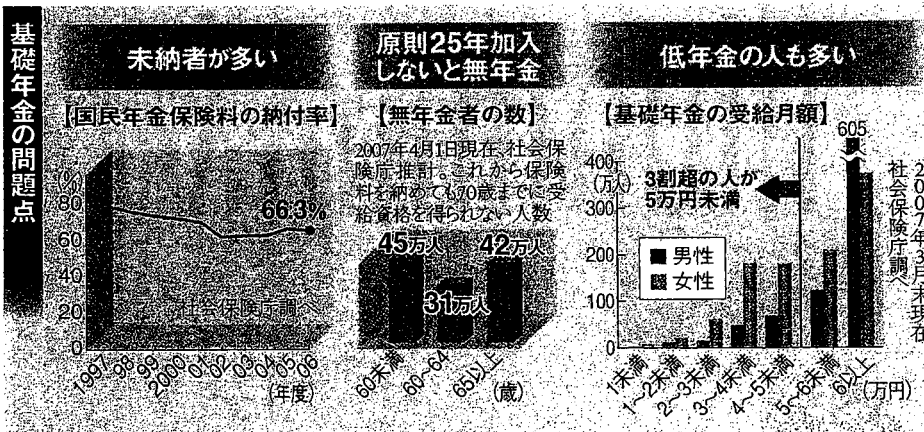 基礎年金の問題点
未納者が多い
【国民年金保険料の納付率】
%
80
60
40
20
0
66.3%
社会保険庁調べ
1997
98
99
2000
01
02
03
04
05
06
(年度)
原則25年加入
しないと無年金
【無年金者の数】
2007年4月1日現在、社会保
険庁推計。これから保険
料を納めても70歳までに受
給資格を得られない人数
45万人
31万人
42万人
60未満
60~64
65以上
(歳)
低年金の人も多い
【基礎年金の受給月額】
605
400
(万人)
300
200
100
0
3割超の人が
5万円未満
男性
女性
1未満
1~2未満
2~3未満
3~4未満
4~5未満
5~6未満
6以上
(万円)
2007年3月末現在
社会保険庁調べ